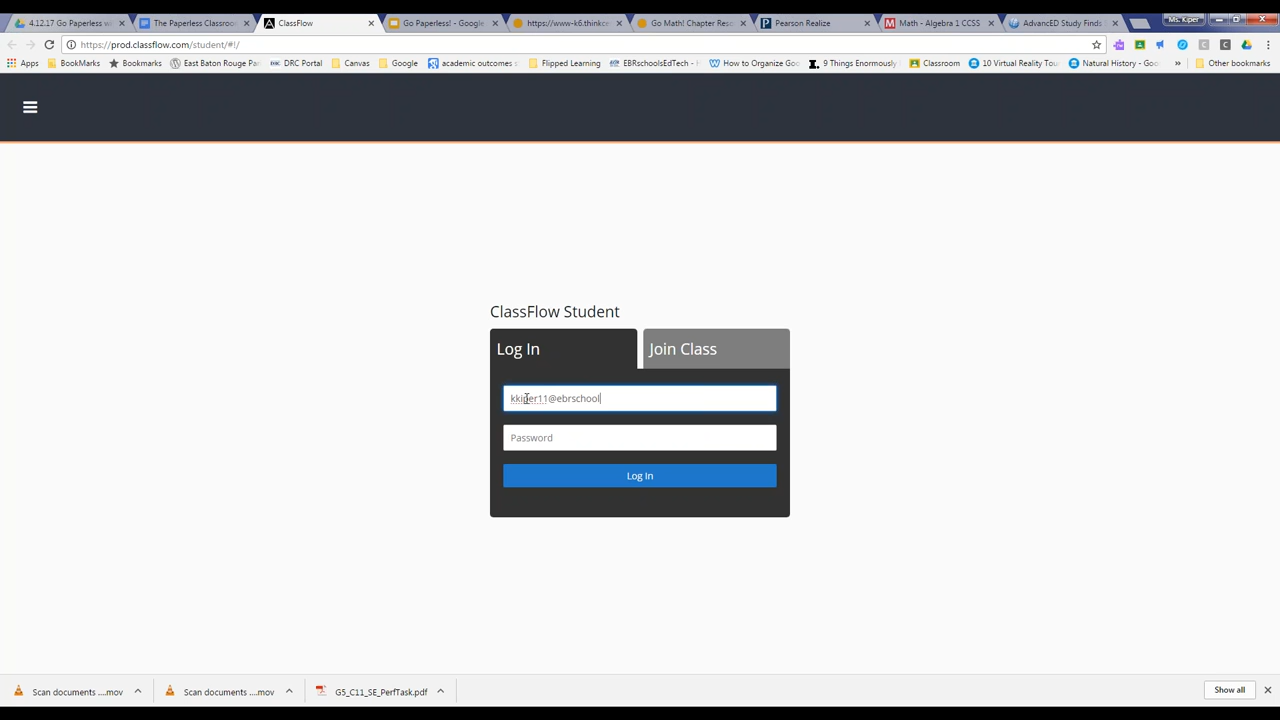 4.12.17 Go Paperless wi
The Paperless Classroom
ClassFlow
Go Paperless! - Google
https://www-k6.thinkce
Go Math! Chapter Reso
Pearson Realize
Math - Algebra 1 CCSS
AdvancED Study Finds
Ms. Kiper
https://prod.classflow.com/student/#!/
Apps
BookMarks
Bookmarks
East Baton Rouge Pa
DRC Portal
Canvas
Google
academic outcomes
Flipped Learning
EBRschoolsEdTech -
How to Organize Goo
9 Things Enormously
Classroom
10 Virtual Reality Tou
Natural History - Goo
»
Other bookmarks
ClassFlow Student
Log In
Join Class
kkiper11@ebrschool
Password
Log In
Scan documents ....mov
Scan documents ....mov
G5_C11_SE_PerfTask.pdf
Show all